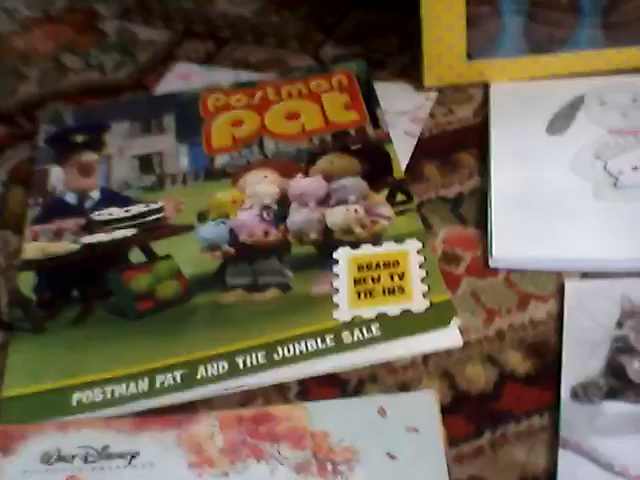 Postman
Pat
BRAND
NEW TV
TIE-INS
POSTMAN PAT AND THE JUMBLE SALE
Walt Disney